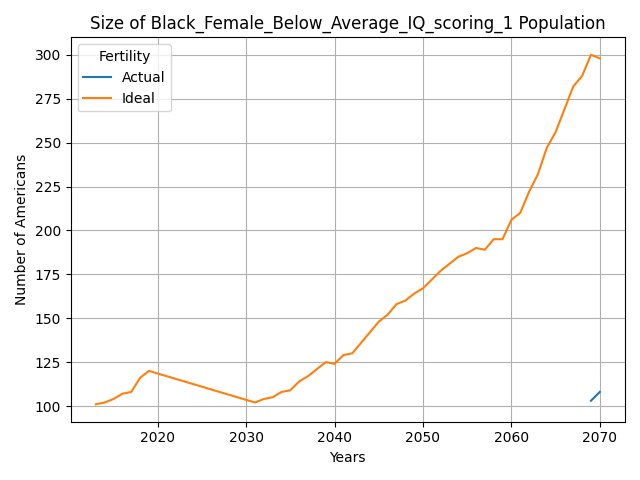 Size of Black_Female_Below_Average_IQ_scoring_1 Population
Fertility
Actual
Ideal
300
275
250
225
200
175
150
125
100
Number of Americans
2020 2030 2040 2050 2060 2070
Years